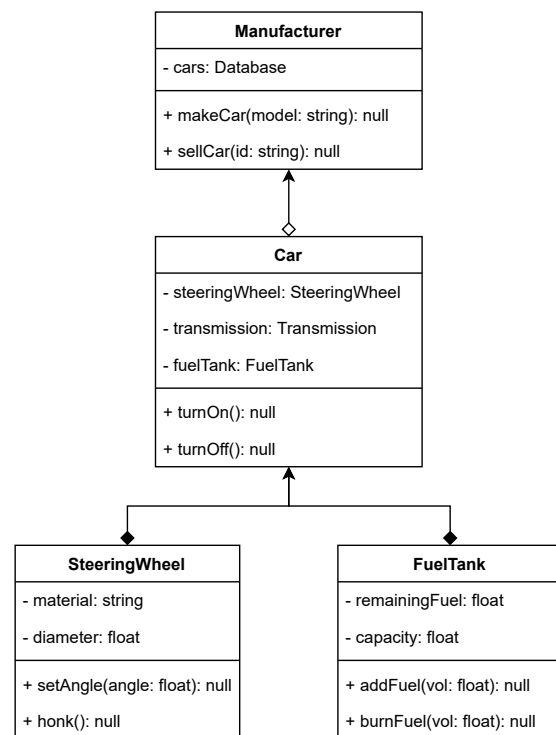 Manufacturer
- cars: Database
+ makeCar(model: string): null
+ sellCar(id: string): null
Car
- steeringWheel: SteeringWheel
- transmission: Transmission
- fuelTank: FuelTank
+ turnOn(): null
+ turnOff(): null
SteeringWheel
- material: string
- diameter: float
+ setAngle(angle: float): null
+ honk(): null
FuelTank
- remainingFuel: float
- capacity: float
+ addFuel(vol: float): null
+ burnFuel(vol: float): null